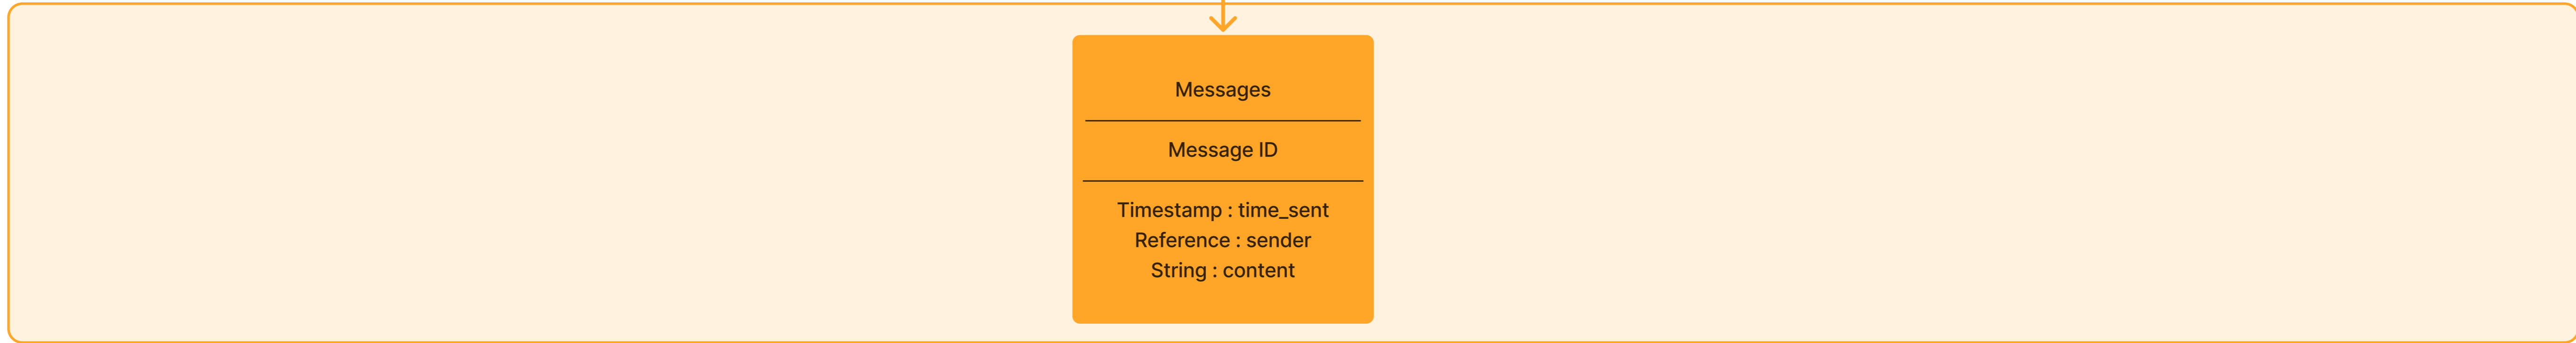 Messages
Message ID
Timestamp : time_sent
Reference : sender
String : content